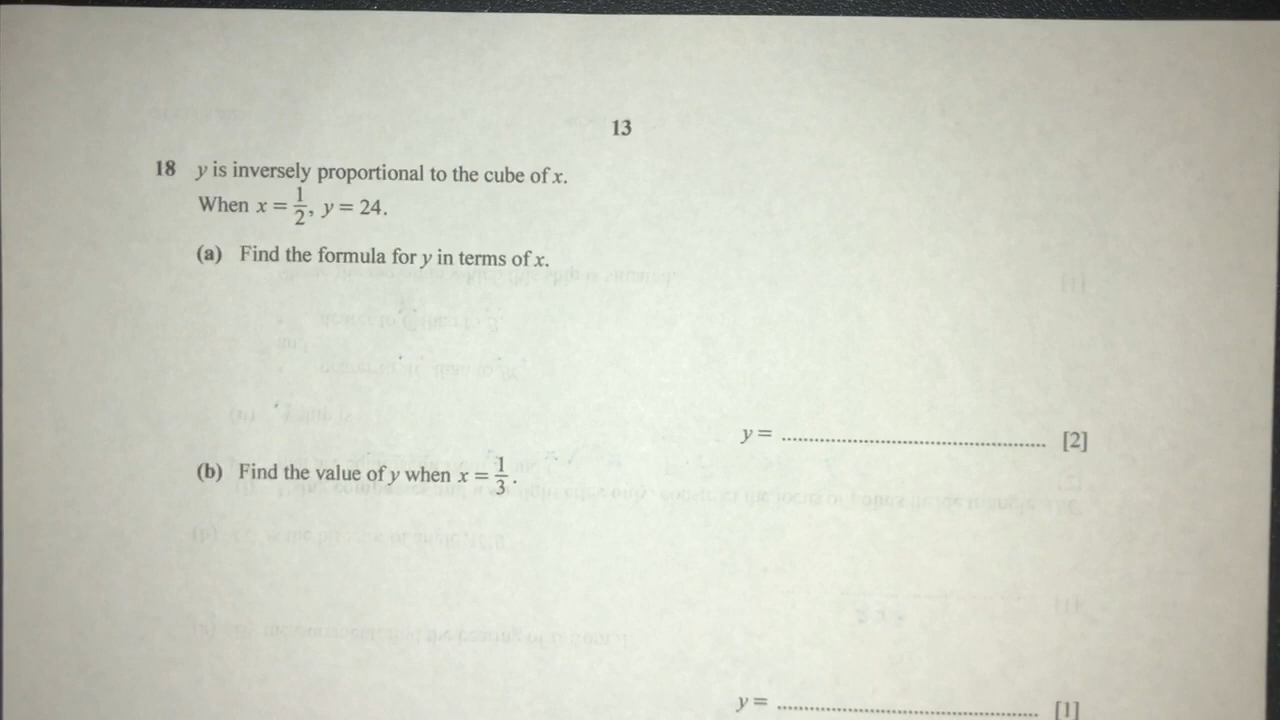 13
18 y is inversely proportional to the cube of x.
When x = 1/2, y = 24.
(a) Find the formula for y in terms of x.
y = ........................................ [2]
(b) Find the value of y when x = 1/3.
y = ........................................ [1]